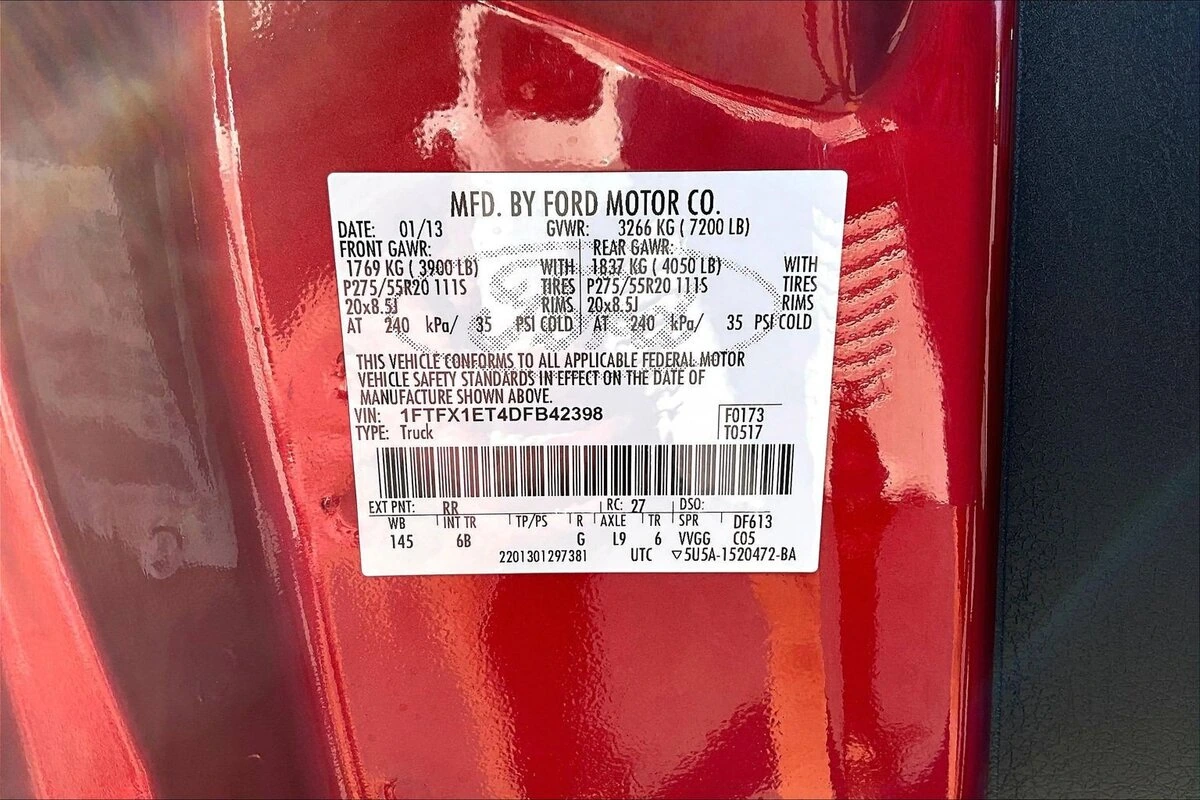 MFD. BY FORD MOTOR CO.
DATE: 01/13 GVWR: 3266 KG ( 7200 LB)
FRONT GAWR: REAR GAWR:
1769 KG ( 3900 LB) WITH 1837 KG ( 4050 LB) WITH
P275/55R20 111S TIRES P275/55R20 111S TIRES
20x8.5J RIMS 20x8.5J RIMS
AT 240 kPa/ 35 PSI COLD AT 240 kPa/ 35 PSI COLD
Ford
THIS VEHICLE CONFORMS TO ALL APPLICABLE FEDERAL MOTOR
VEHICLE SAFETY STANDARDS IN EFFECT ON THE DATE OF
MANUFACTURE SHOWN ABOVE.
VIN: 1FTFX1ET4DFB42398 F0173
TYPE: Truck T0517
EXT PNT: RR RC: 27 DSO:
WB INT TR TP/PS R AXLE TR SPR DF613
145 6B G L9 6 VVGG C05
2201301297381 UTC ▽5U5A-1520472-BA